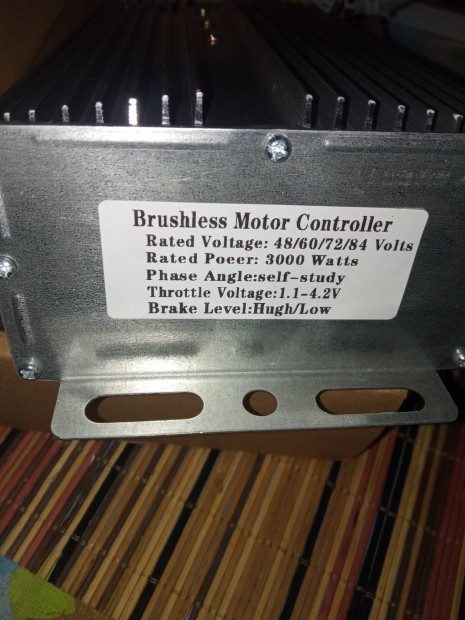 Brushless Motor Controller
Rated Voltage: 48/60/72/84 Volts
Rated Pocer: 3000 Watts
Phase Angle:self-study
Throttle Voltage:1.1-4.2V
Brake Level:Hugh/Low